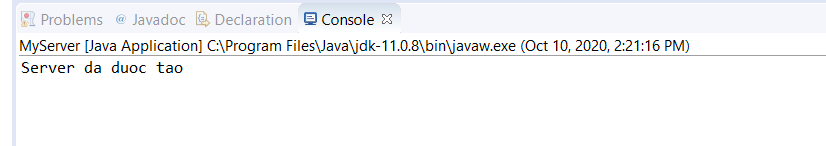 Problems @ Javadoc Declaration Console
MyServer [Java Application] C:\Program Files\Java\jdk-11.0.8\bin\javaw.exe (Oct 10, 2020, 2:21:16 PM)
Server da duoc tao